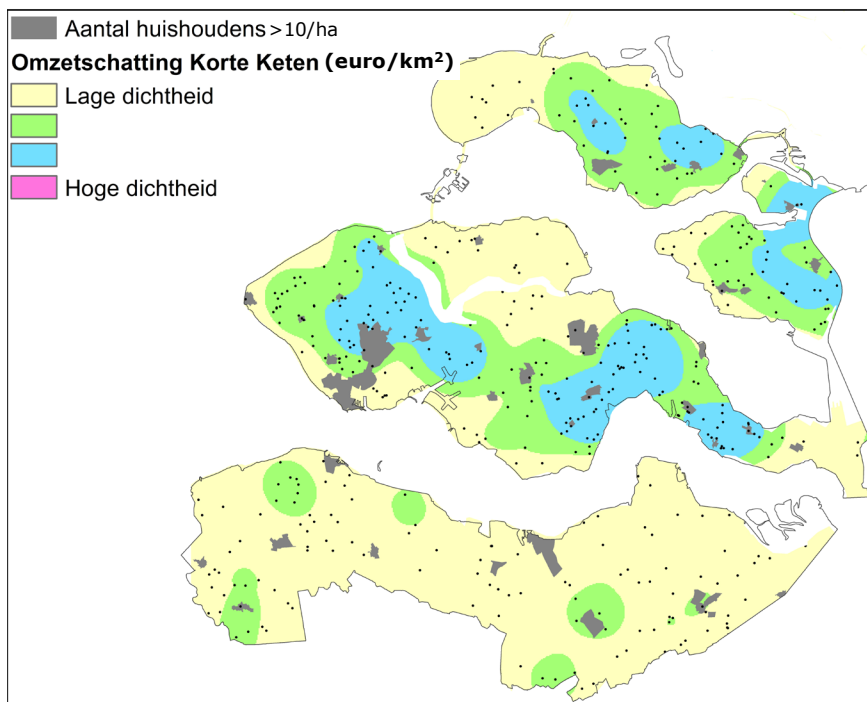 Aantal huishoudens >10/ha
Omzetschatting Korte Keten (euro/km²)
Lage dichtheid
Hoge dichtheid